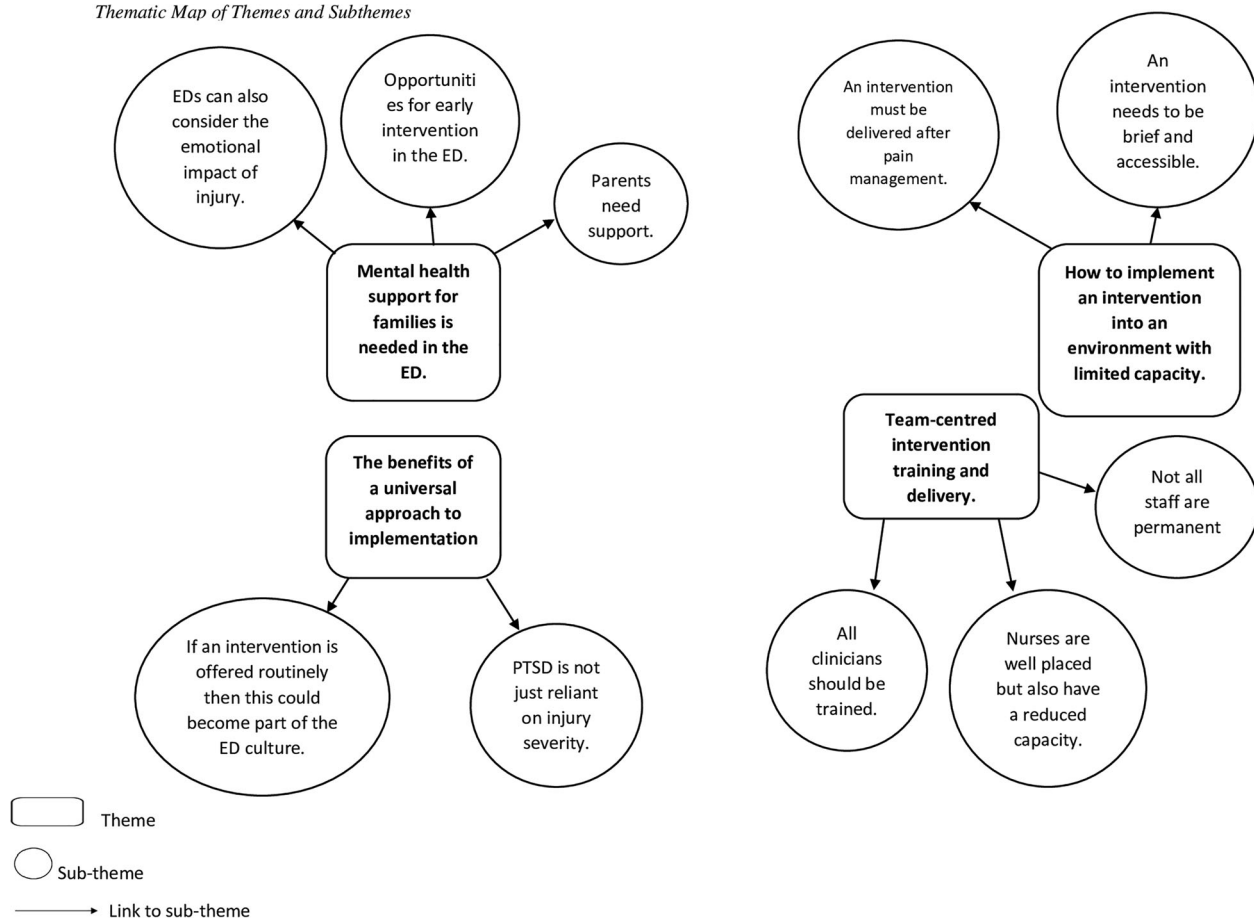 Thematic Map of Themes and Subthemes
EDs can also
consider the
emotional
impact of
injury.
Opportuniti
es for early
intervention
in the ED.
Parents
need
support.
Mental health
support for
families is
needed in the
ED.
An intervention
must be
delivered after
pain
management.
An
intervention
needs to be
brief and
accessible.
How to implement
an intervention
into an
environment with
limited capacity.
The benefits of
a universal
approach to
implementation
If an intervention is
offered routinely
then this could
become part of the
ED culture.
PTSD is not
just reliant
on injury
severity.
Team-centred
intervention
training and
delivery.
Not all
staff are
permanent
All
clinicians
should be
trained.
Nurses are
well placed
but also have
a reduced
capacity.
Theme
Sub-theme
Link to sub-theme